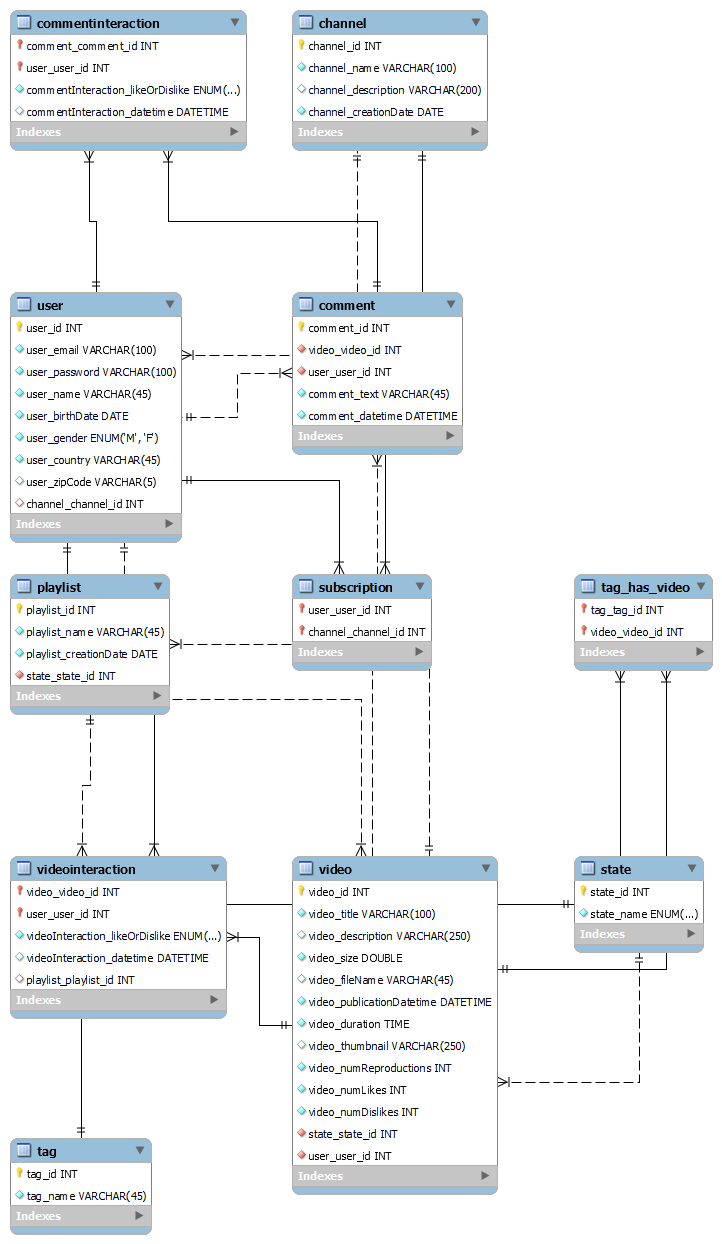 commentinteraction
comment_comment_id INT
user_user_id INT
commentInteraction_likeOrDislike ENUM(...)
commentInteraction_datetime DATETIME
Indexes
channel
channel_id INT
channel_name VARCHAR(100)
channel_description VARCHAR(200)
channel_creationDate DATE
Indexes
user
user_id INT
user_email VARCHAR(100)
user_password VARCHAR(100)
user_name VARCHAR(45)
user_birthDate DATE
user_gender ENUM('M', 'F')
user_country VARCHAR(45)
user_zipCode VARCHAR(5)
channel_channel_id INT
Indexes
comment
comment_id INT
video_video_id INT
user_user_id INT
comment_text VARCHAR(45)
comment_datetime DATETIME
Indexes
playlist
playlist_id INT
playlist_name VARCHAR(45)
playlist_creationDate DATE
state_state_id INT
Indexes
subscription
user_user_id INT
channel_channel_id INT
Indexes
tag_has_video
tag_tag_id INT
video_video_id INT
Indexes
videointeraction
video_video_id INT
user_user_id INT
videoInteraction_likeOrDislike ENUM(...)
videoInteraction_datetime DATETIME
playlist_playlist_id INT
Indexes
video
video_id INT
video_title VARCHAR(100)
video_description VARCHAR(250)
video_size DOUBLE
video_fileName VARCHAR(45)
video_publicationDatetime DATETIME
video_duration TIME
video_thumbnail VARCHAR(250)
video_numReproductions INT
video_numLikes INT
video_numDislikes INT
state_state_id INT
user_user_id INT
Indexes
state
state_id INT
state_name ENUM(...)
Indexes
tag
tag_id INT
tag_name VARCHAR(45)
Indexes